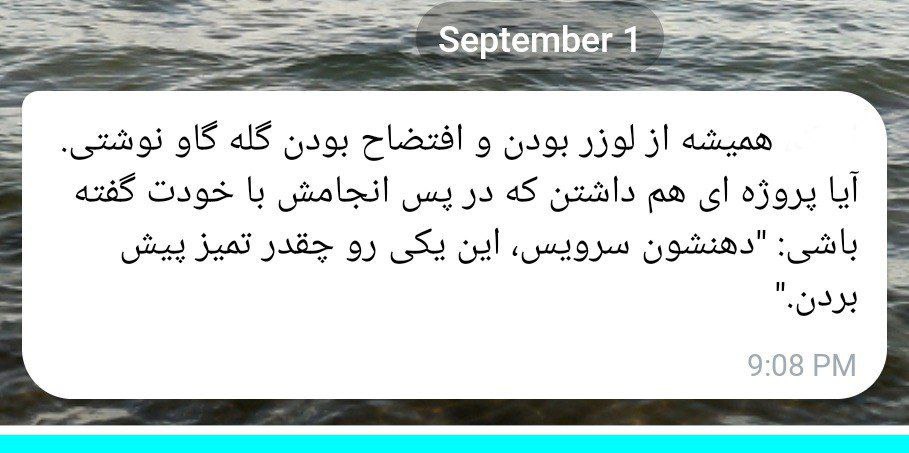 September 1
همیشه از لوزر بودن و افتضاح بودن گله گاو نوشتی.
آیا پروژه ای هم داشتن که در پس انجامش با خودت گفته
باشی: "دهنشون سرویس، این یکی رو چقدر تمیز پیش
بردن."
9:08 PM